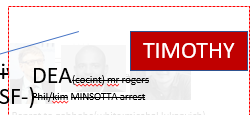 TIMOTHY
DEA(cocint) mr rogers
SF-)Phil/kim MINSOTTA arrest